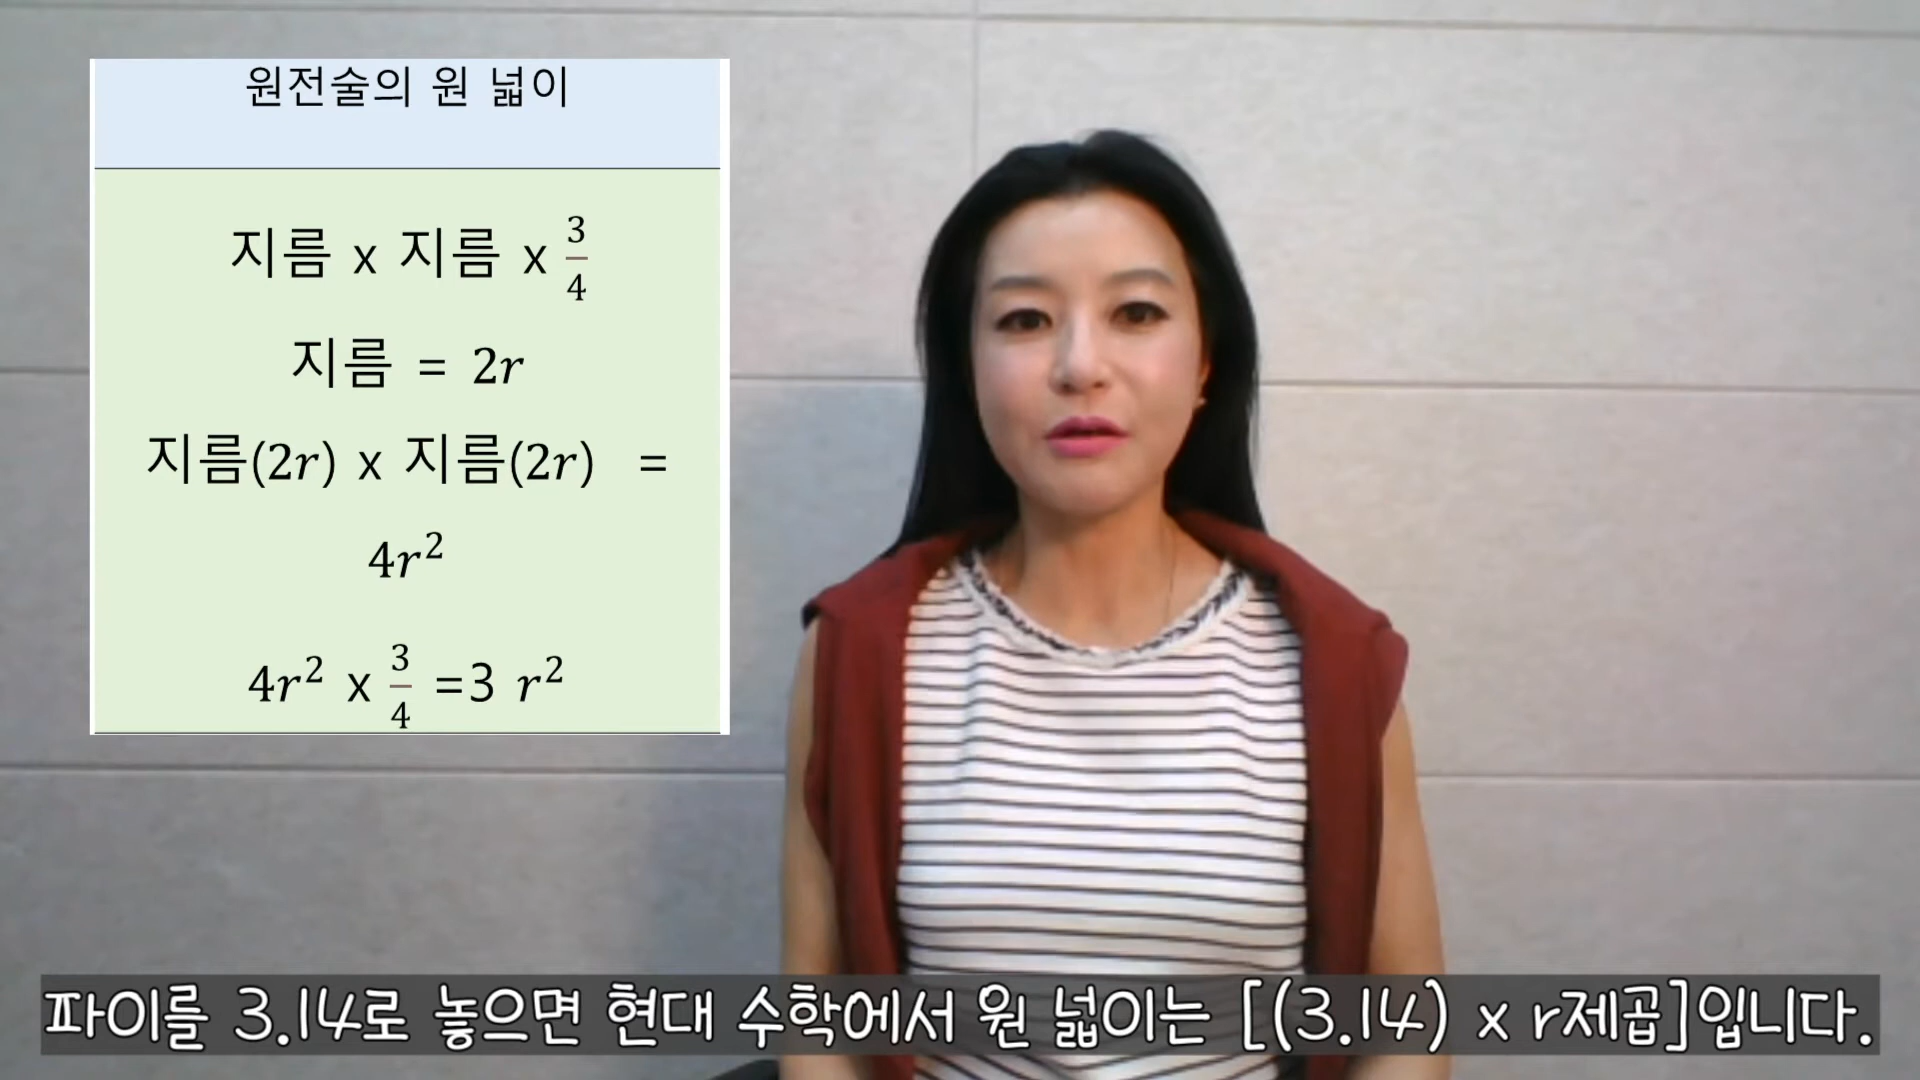 원전술의 원 넓이
지름 x 지름 x 3/4
지름 = 2r
지름(2r) x 지름(2r) =
4r²
4r² x 3/4 =3 r²
파이를 3.14로 놓으면 현대 수학에서 원 넓이는 [(3.14) x r제곱]입니다.